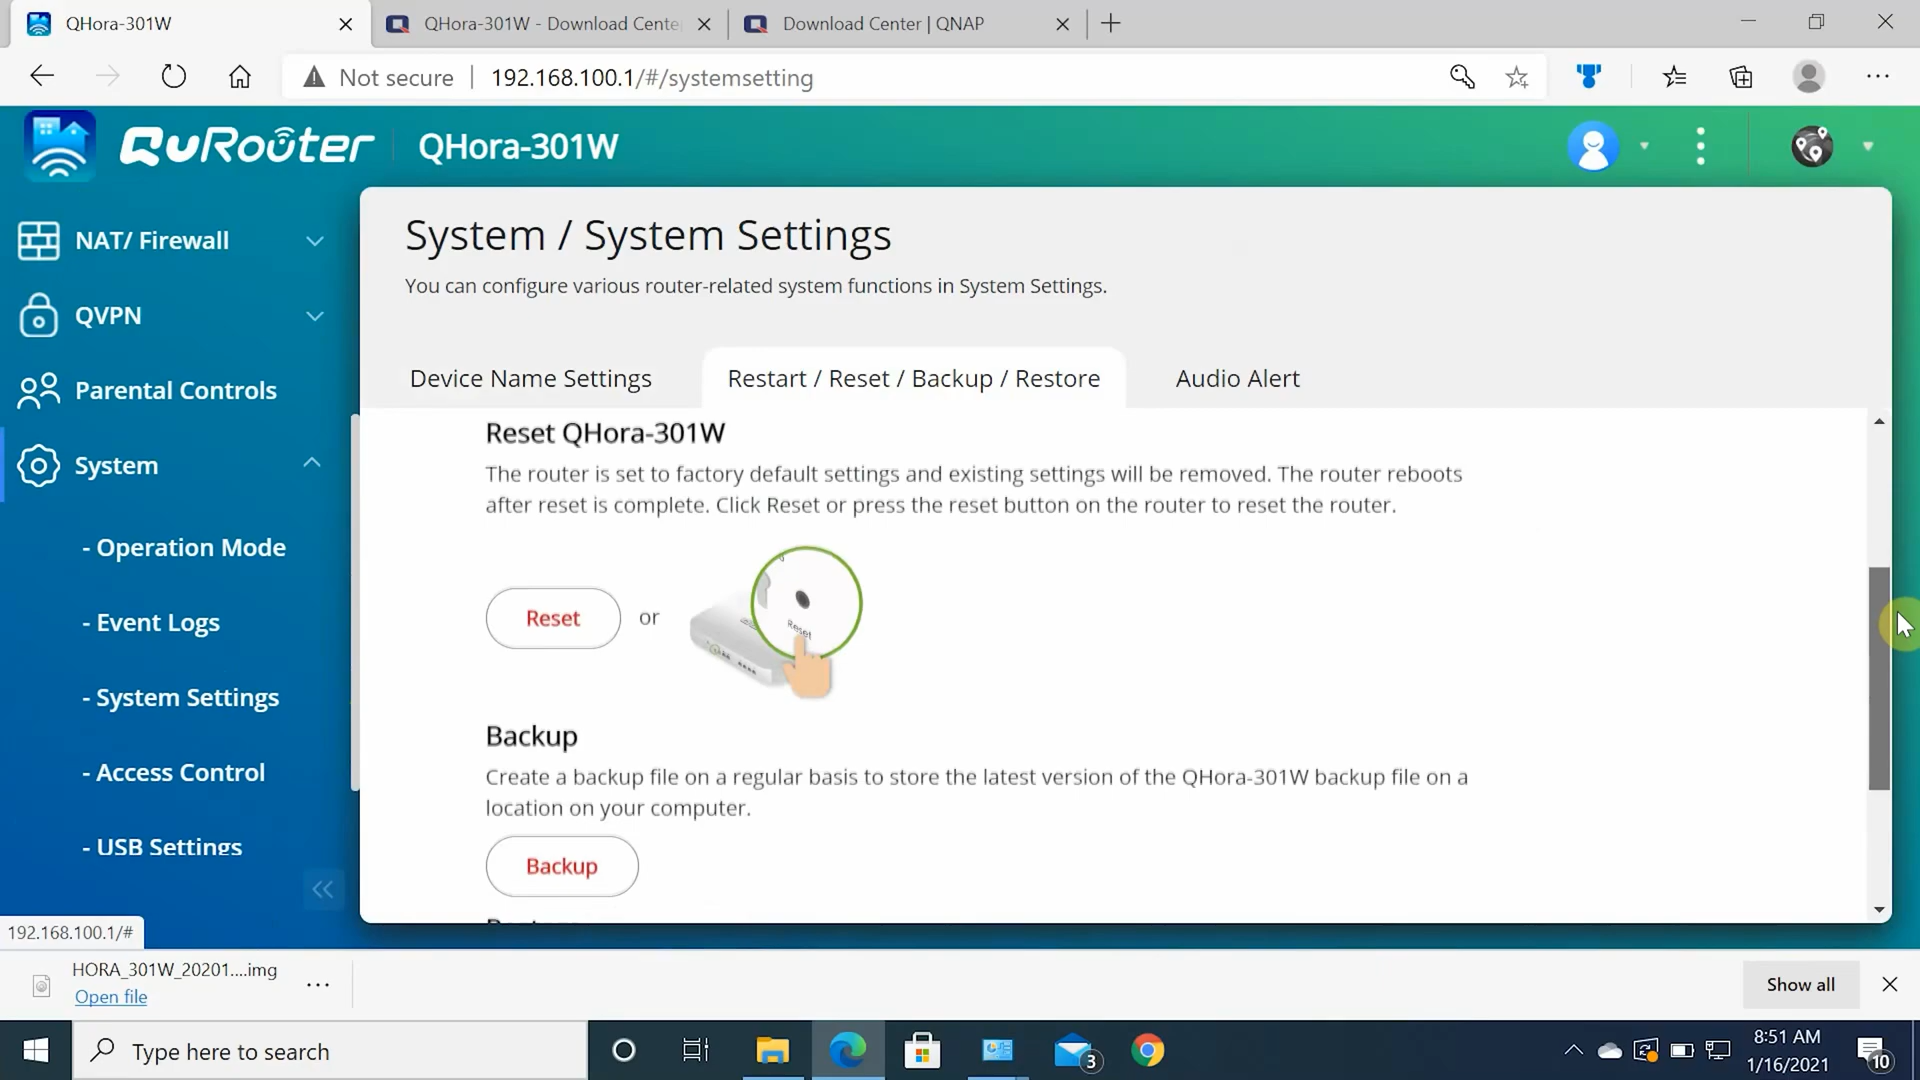 QHora-301W
QHora-301W - Download Cente
Download Center | QNAP
Not secure
192.168.100.1/#/systemsetting
QuRouter
QHora-301W
NAT/ Firewall
QVPN
Parental Controls
System
- Operation Mode
- Event Logs
- System Settings
- Access Control
- USB Settings
System / System Settings
You can configure various router-related system functions in System Settings.
Device Name Settings
Restart / Reset / Backup / Restore
Audio Alert
Reset QHora-301W
The router is set to factory default settings and existing settings will be removed. The router reboots
after reset is complete. Click Reset or press the reset button on the router to reset the router.
Reset
or
Reset
Backup
Create a backup file on a regular basis to store the latest version of the QHora-301W backup file on a
location on your computer.
Backup
192.168.100.1/#
HORA_301W_20201....img
Open file
Show all
Type here to search
3
8:51 AM
1/16/2021
10